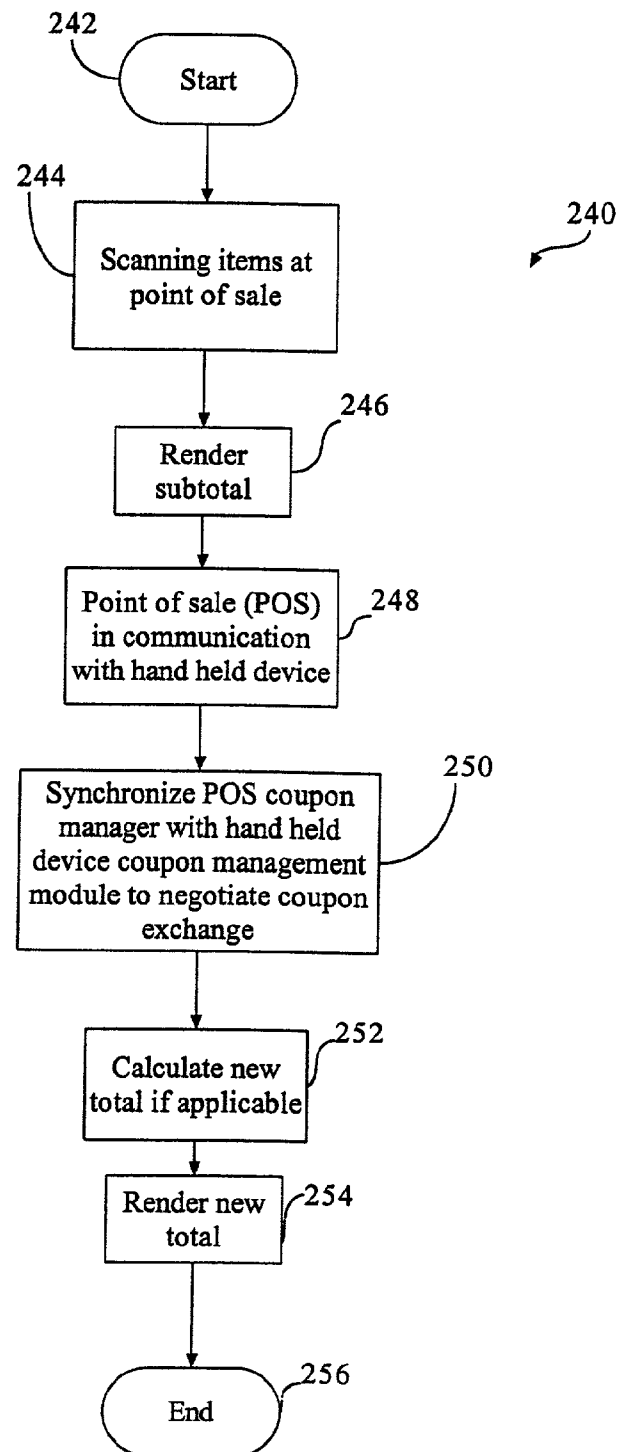 242
Start
244
240
Scanning items at
point of sale
246
Render
subtotal
Point of sale (POS)
in communication
with hand held device
248
250
Synchronize POS coupon
manager with hand held
device coupon management
module to negotiate coupon
exchange
252
Calculate new
total if applicable
254
Render new
total
256
End